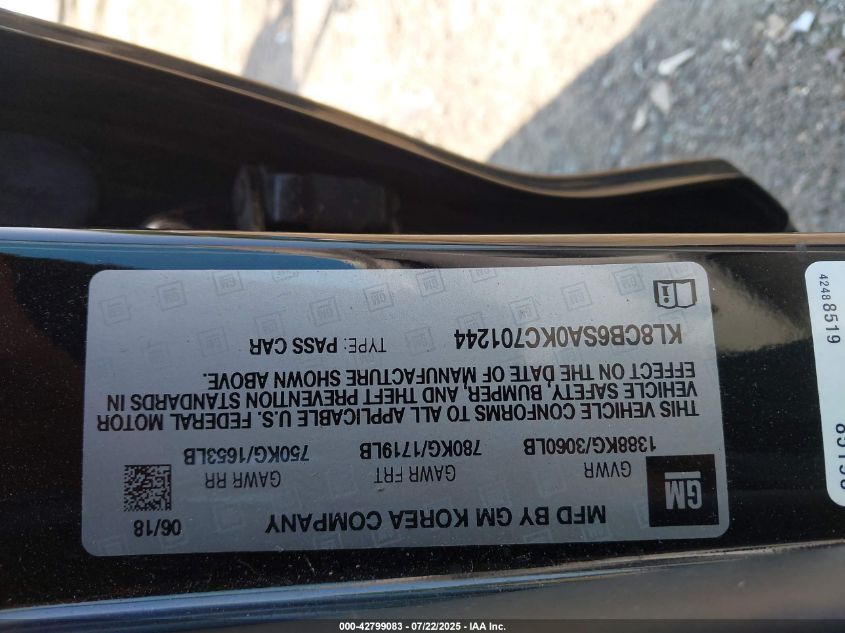 MFD BY GM KOREA COMPANY 06/18
GM
GVWR GAWR FRT GAWR RR
1388KG/3060LB 780KG/1719LB 750KG/1653LB
THIS VEHICLE CONFORMS TO ALL APPLICABLE U.S. FEDERAL MOTOR
VEHICLE SAFETY, BUMPER, AND THEFT PREVENTION STANDARDS IN
EFFECT ON THE DATE OF MANUFACTURE SHOWN ABOVE.
KL8CB6SA0KC701244 TYPE: PASS CAR
4248 8519
000-42799083 - 07/22/2025 - IAA Inc.